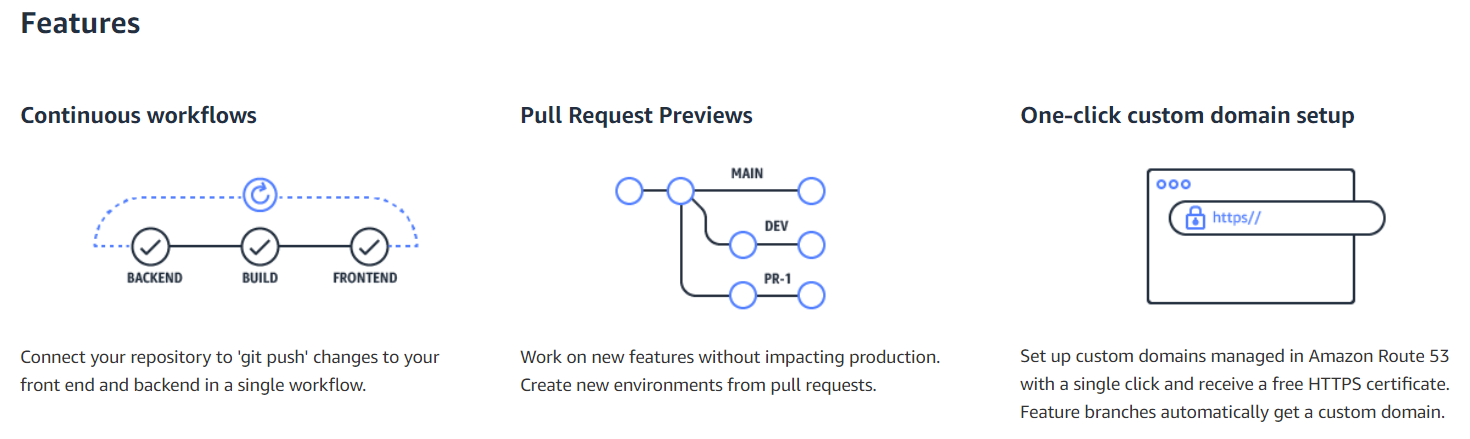 Features
Continuous workflows
BACKEND
BUILD
FRONTEND
Connect your repository to 'git push' changes to your
front end and backend in a single workflow.
Pull Request Previews
MAIN
DEV
PR-1
Work on new features without impacting production.
Create new environments from pull requests.
One-click custom domain setup
https//
Set up custom domains managed in Amazon Route 53
with a single click and receive a free HTTPS certificate.
Feature branches automatically get a custom domain.